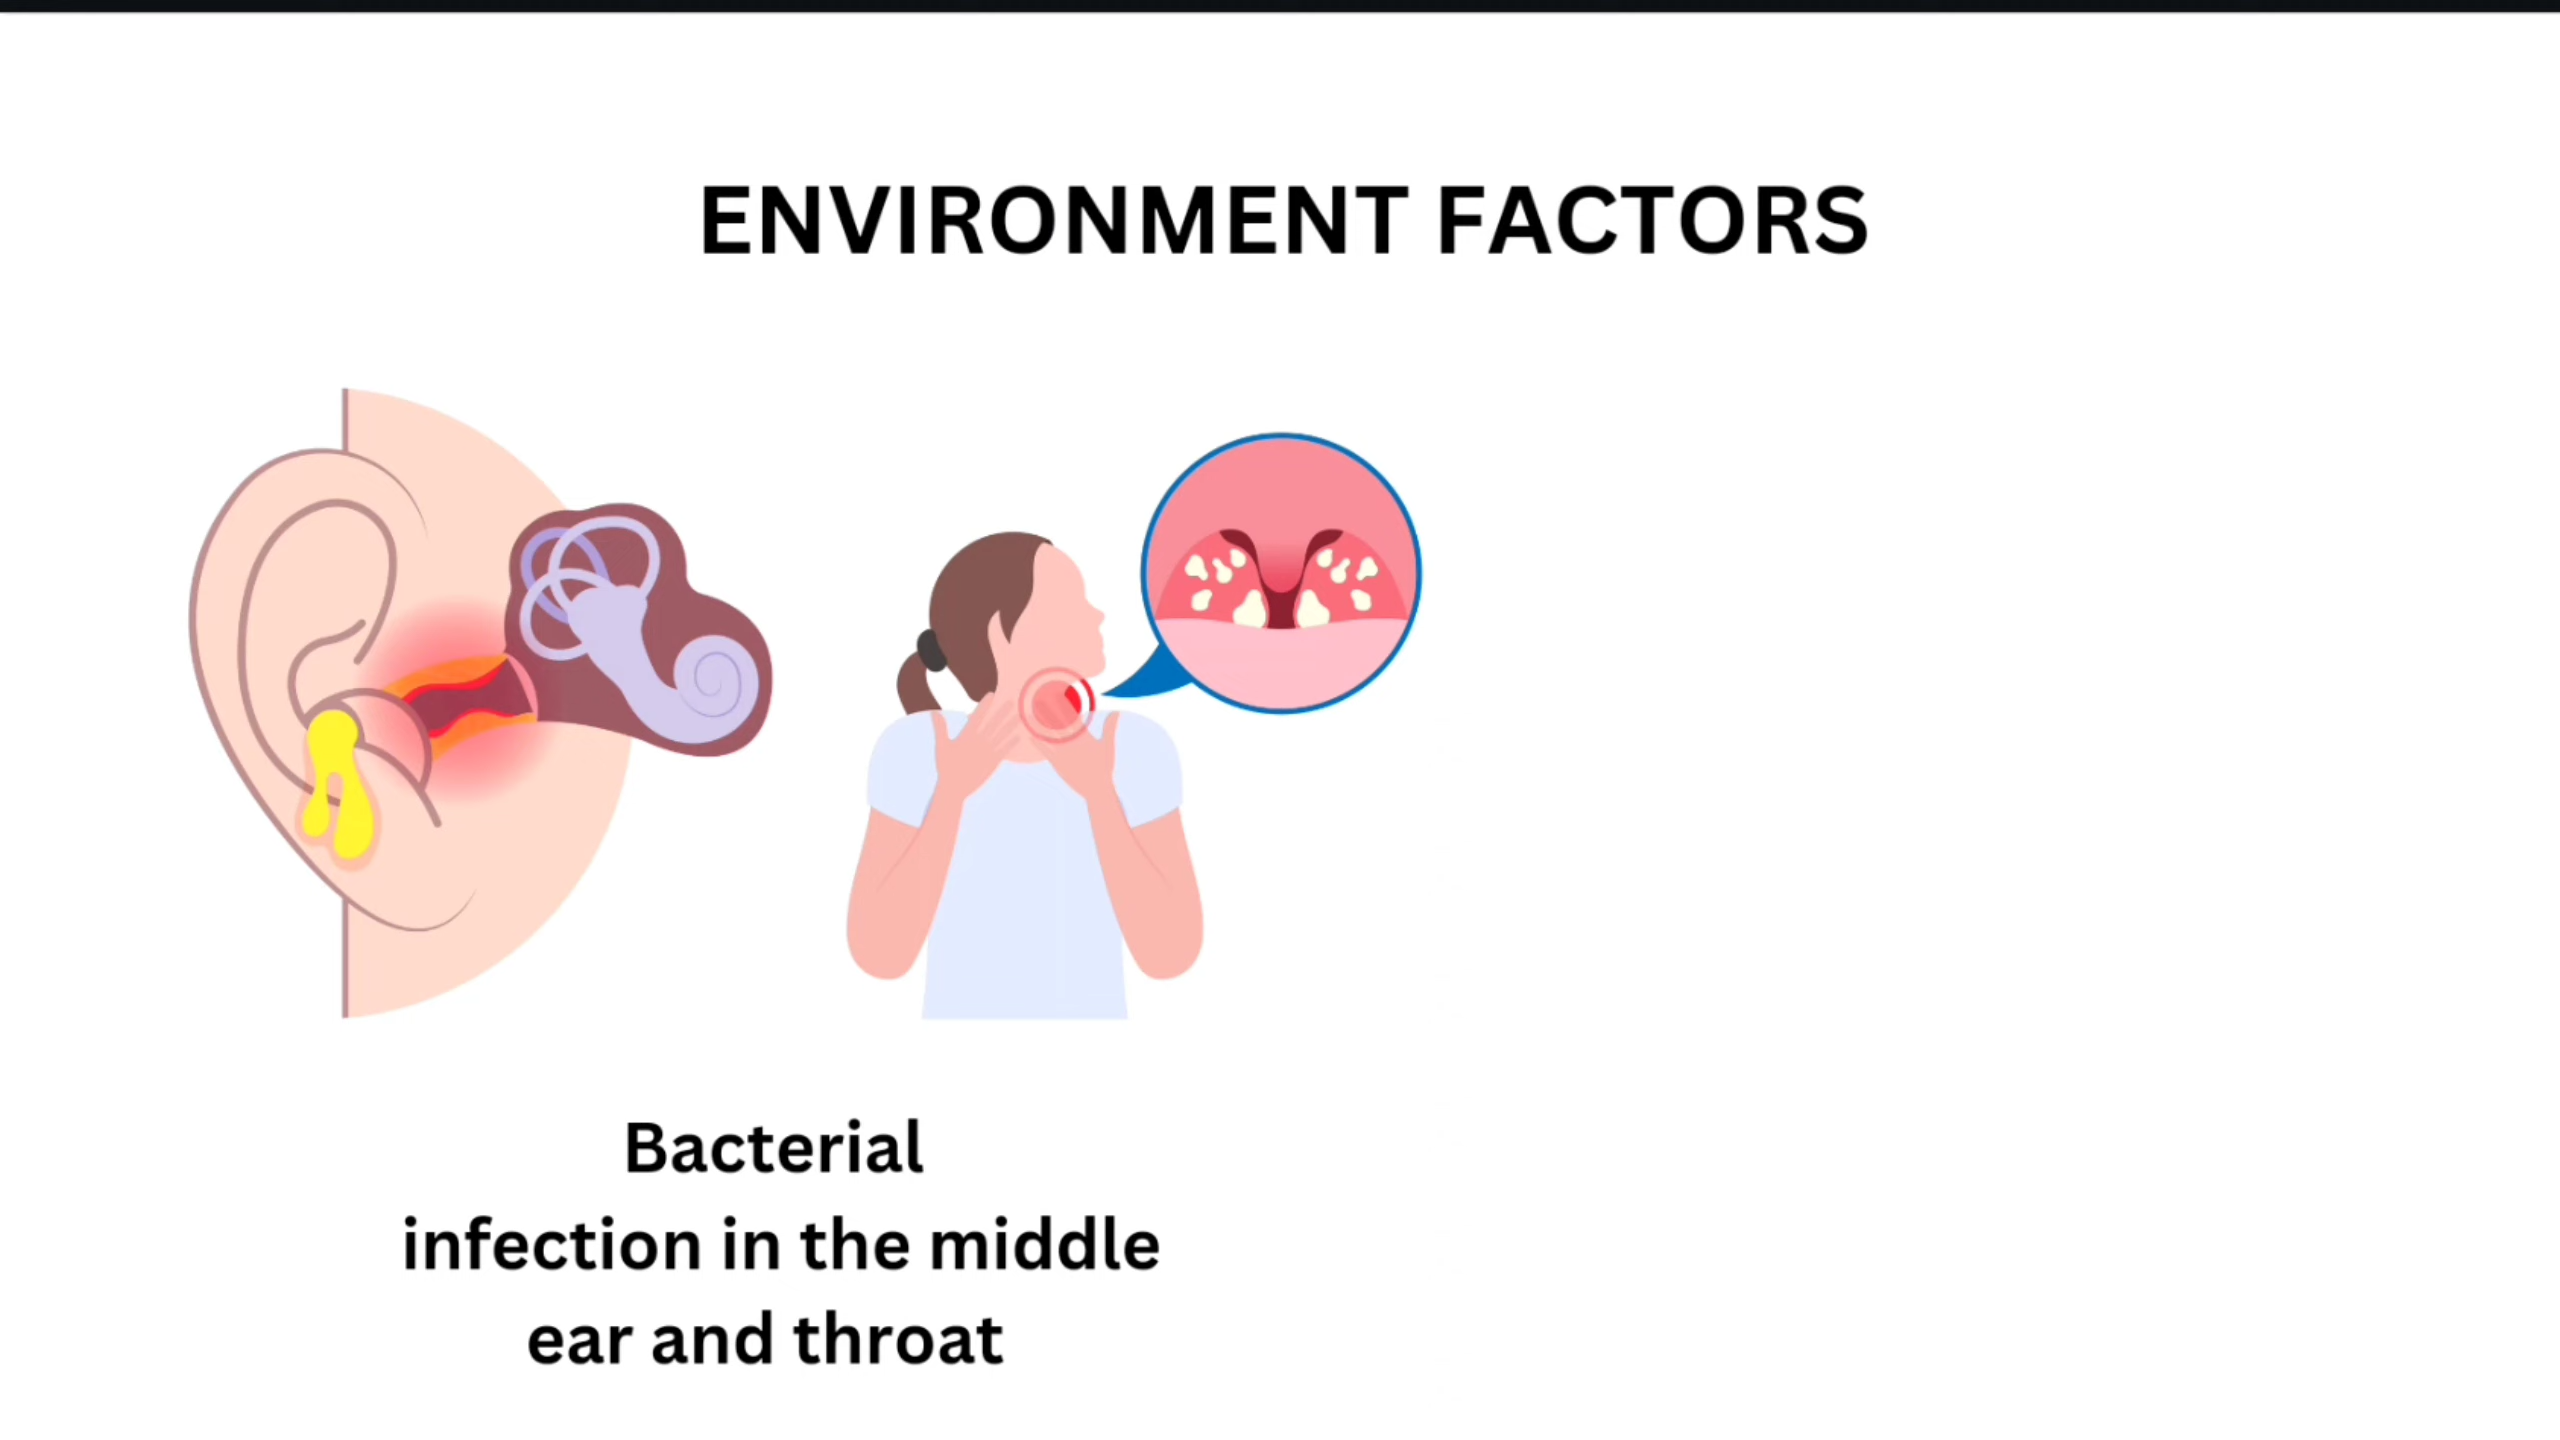 ENVIRONMENT FACTORS
Bacterial
infection in the middle
ear and throat